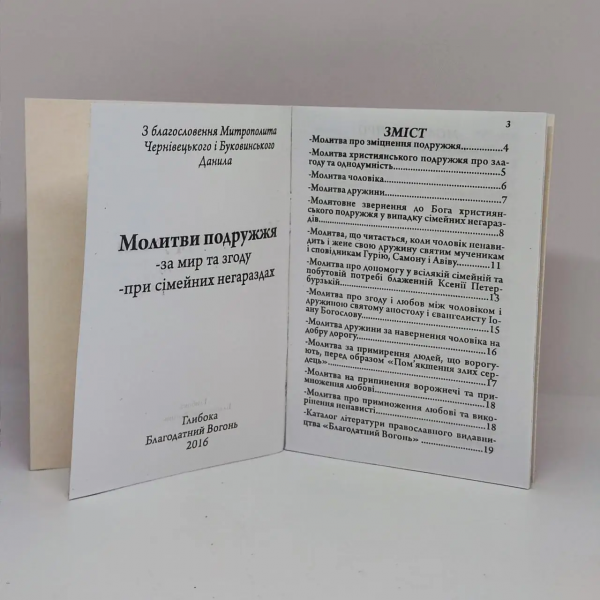 З благословення Митрополита
Чернівецького і Буковинського
Данила
Молитви подружжя
-за мир та згоду
-при сімейних негараздах
Глибока
Благодатний Вогонь
2016
3
ЗМІСТ
-Молитва про зміцнення подружжя...............4
-Молитва християнського подружжя про зла-
году та однодумність........................................5
-Молитва чоловіка............................................6
-Молитва дружини...........................................7
-Молитовне звернення до Бога християн-
ського подружжя у випадку сімейних негараз-
дів.......................................................................8
-Молитва, що читається, коли чоловік ненави-
дить і жене свою дружину святим мученикам
і сповідникам Гурію, Самону і Авіву.............11
-Молитва про допомогу у всілякій сімейній та
побутовій потребі блаженній Ксенії Петер-
бурзькій............................................................13
-Молитва про згоді і любов між чоловіком і
дружиною святому апостолу і євангелисту Іо-
ану Богослову..................................................15
-Молитва дружини за навернення чоловіка на
добру дорогу....................................................16
-Молитва за примирення людей, що ворогу-
ють, перед образом «Пом’якшення злих сер-
дець»................................................................17
-Молитва на припинення ворожнечі та при-
множення любові............................................18
-Молитва про примноження любові та вико-
рінення ненависті............................................18
-Каталог літератури православного видавни-
цтва «Благодатний Вогонь» ...........................19